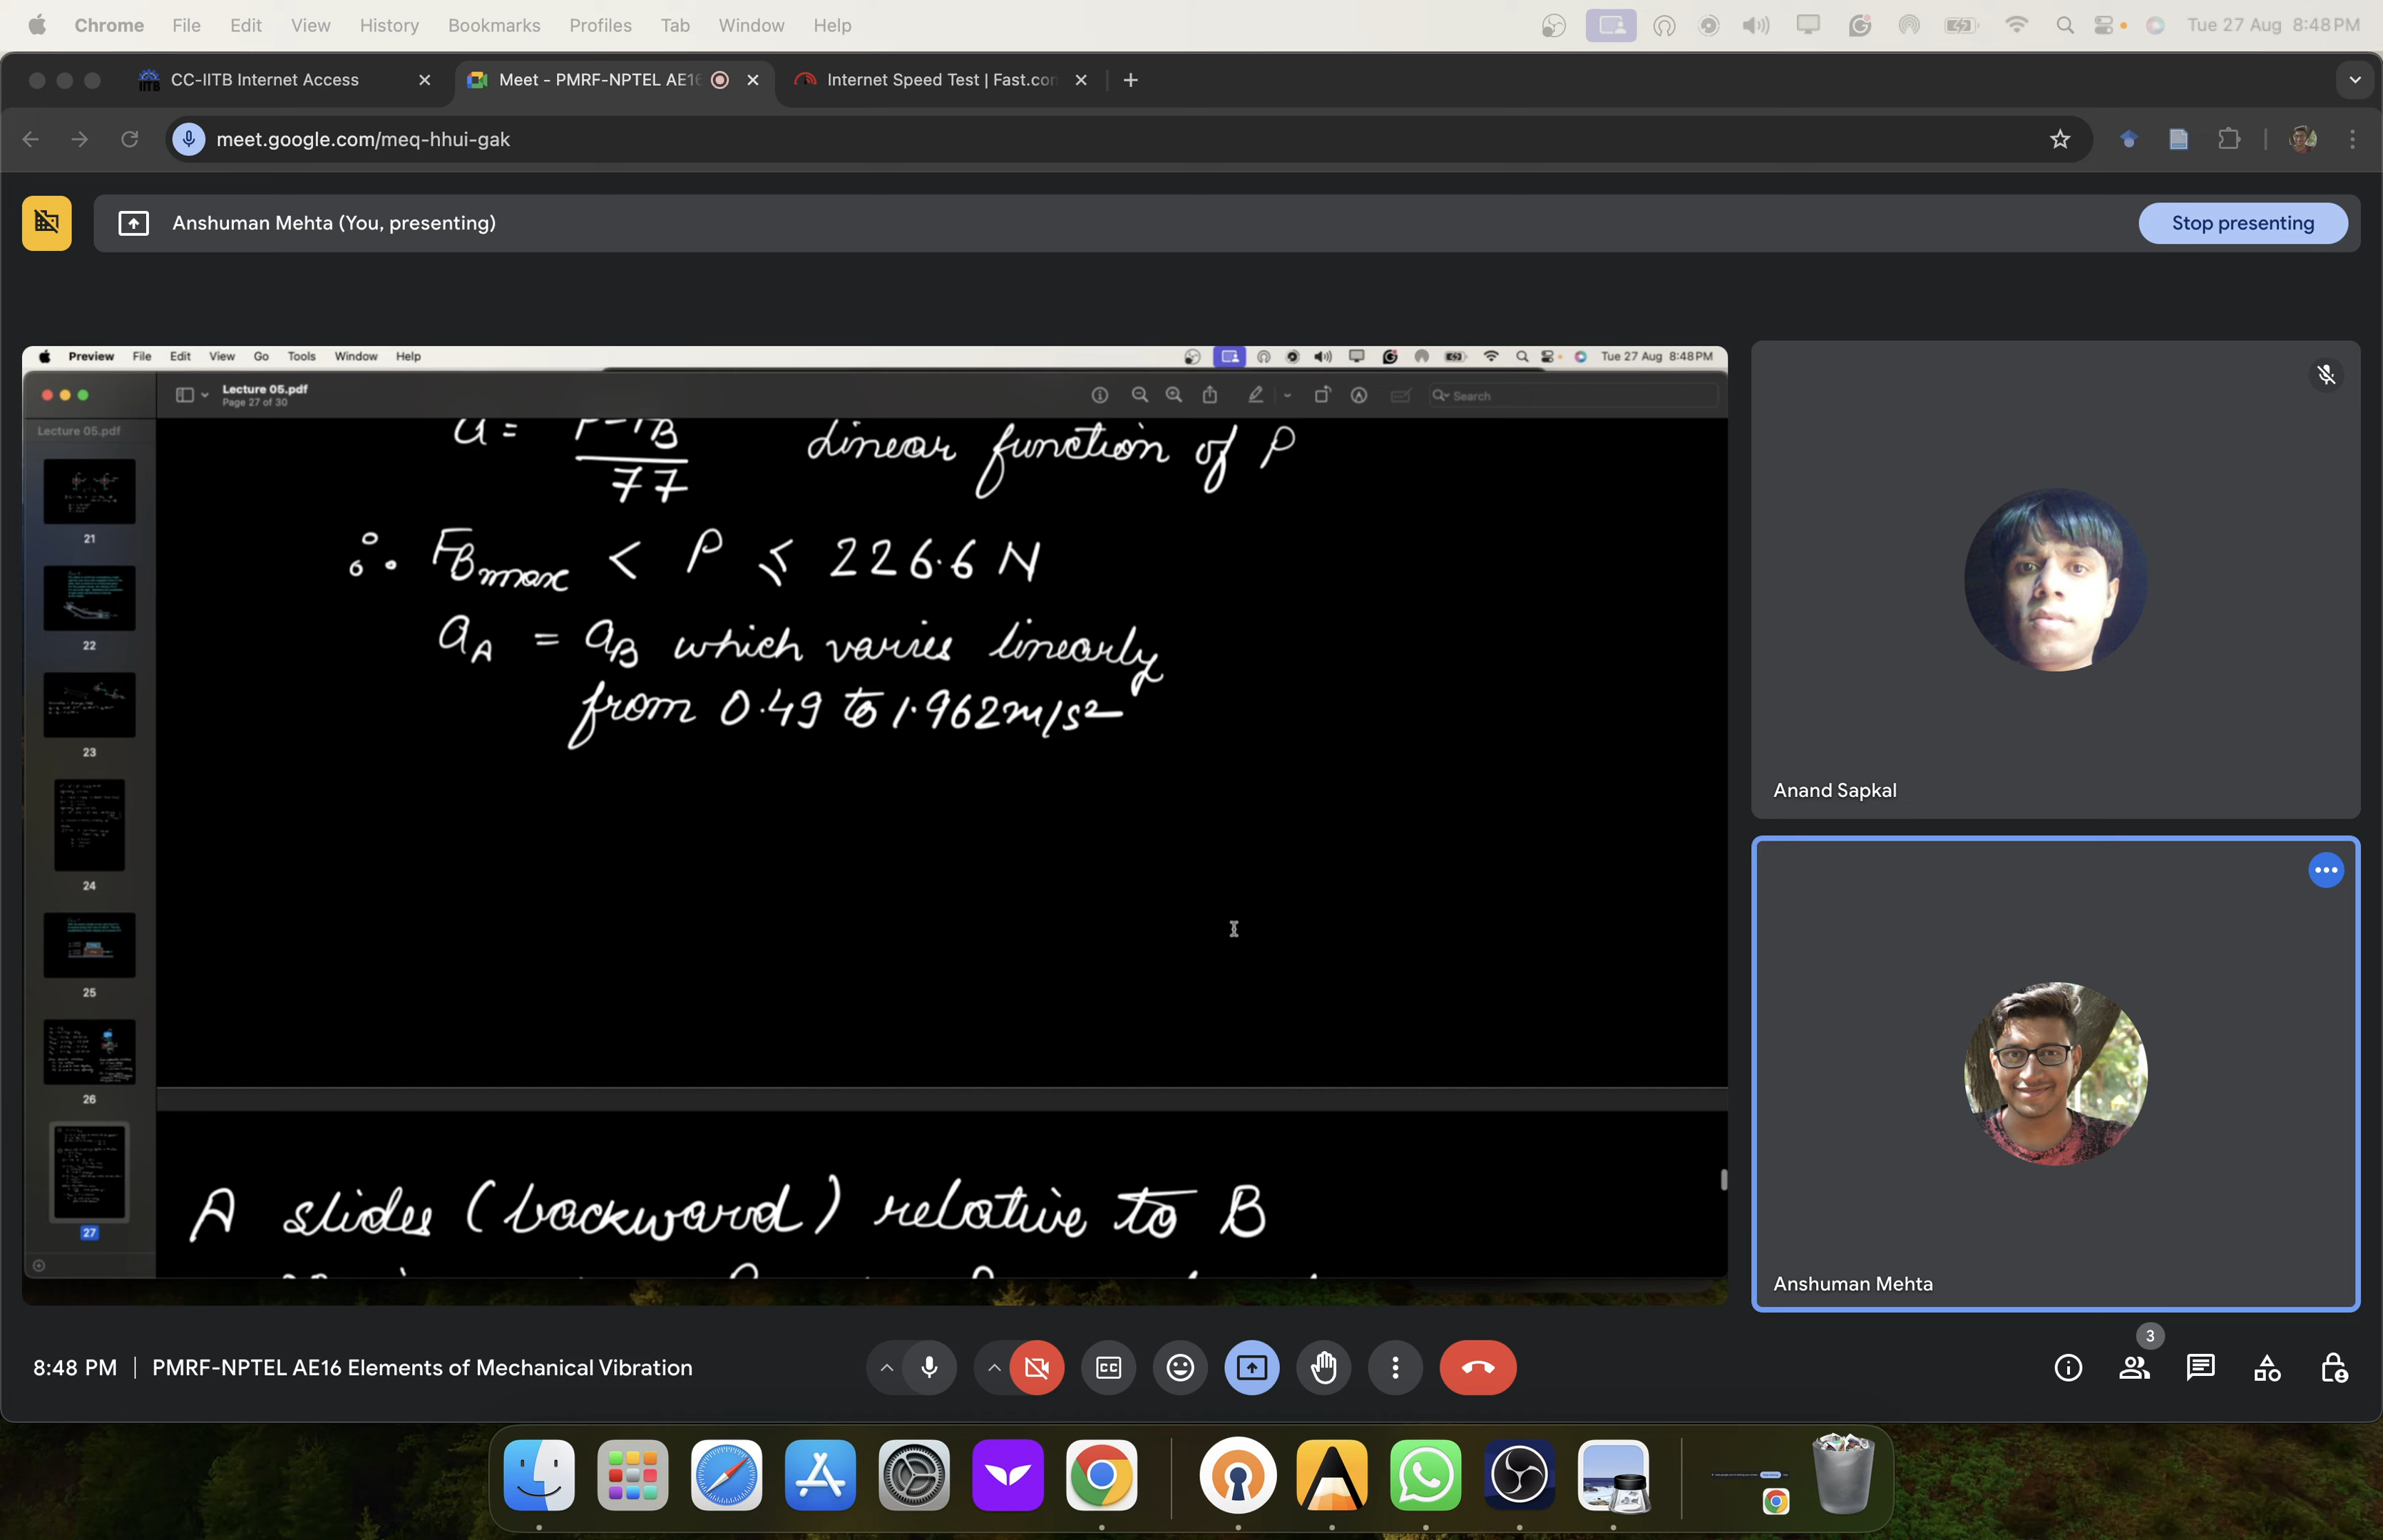 Chrome File Edit View History Bookmarks Profiles Tab Window Help Tue 27 Aug 8:48 PM
CC-IITB Internet Access Meet - PMRF-NPTEL AE16 Internet Speed Test | Fast.com
meet.google.com/meq-hhui-gak
Anshuman Mehta (You, presenting)
Stop presenting
Preview File Edit View Go Tools Window Help Tue 27 Aug 8:48 PM
Lecture 05.pdf
Page 27 of 30
Search
Lecture 05.pdf
21
22
23
24
25
26
27
a = P-FB/77 Linear function of P
∴ FBmax < P ≤ 226.6 N
aA = aB which varies linearly
from 0.49 to 1.962m/s²
A slides (backward) relative to B
Anand Sapkal
Anshuman Mehta
8:48 PM | PMRF-NPTEL AE16 Elements of Mechanical Vibration
CC
3